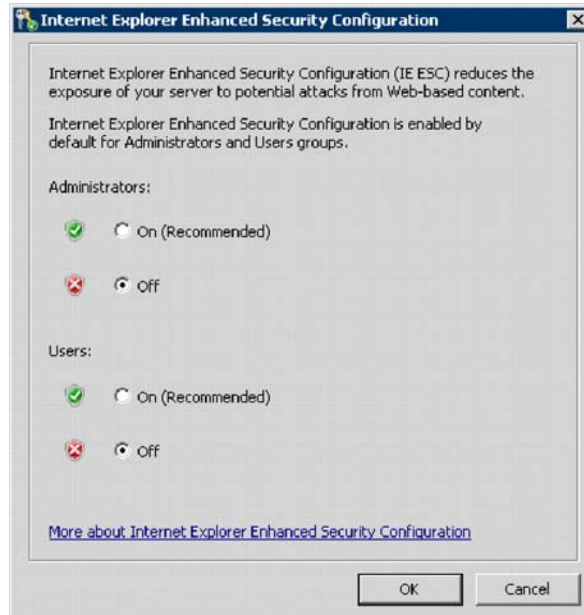 Internet Explorer Enhanced Security Configuration
Internet Explorer Enhanced Security Configuration (IE ESC) reduces the
exposure of your server to potential attacks from Web-based content.
Internet Explorer Enhanced Security Configuration is enabled by
default for Administrators and Users groups.
Administrators:
On (Recommended)
Off
Users:
On (Recommended)
Off
More about Internet Explorer Enhanced Security Configuration
OK
Cancel